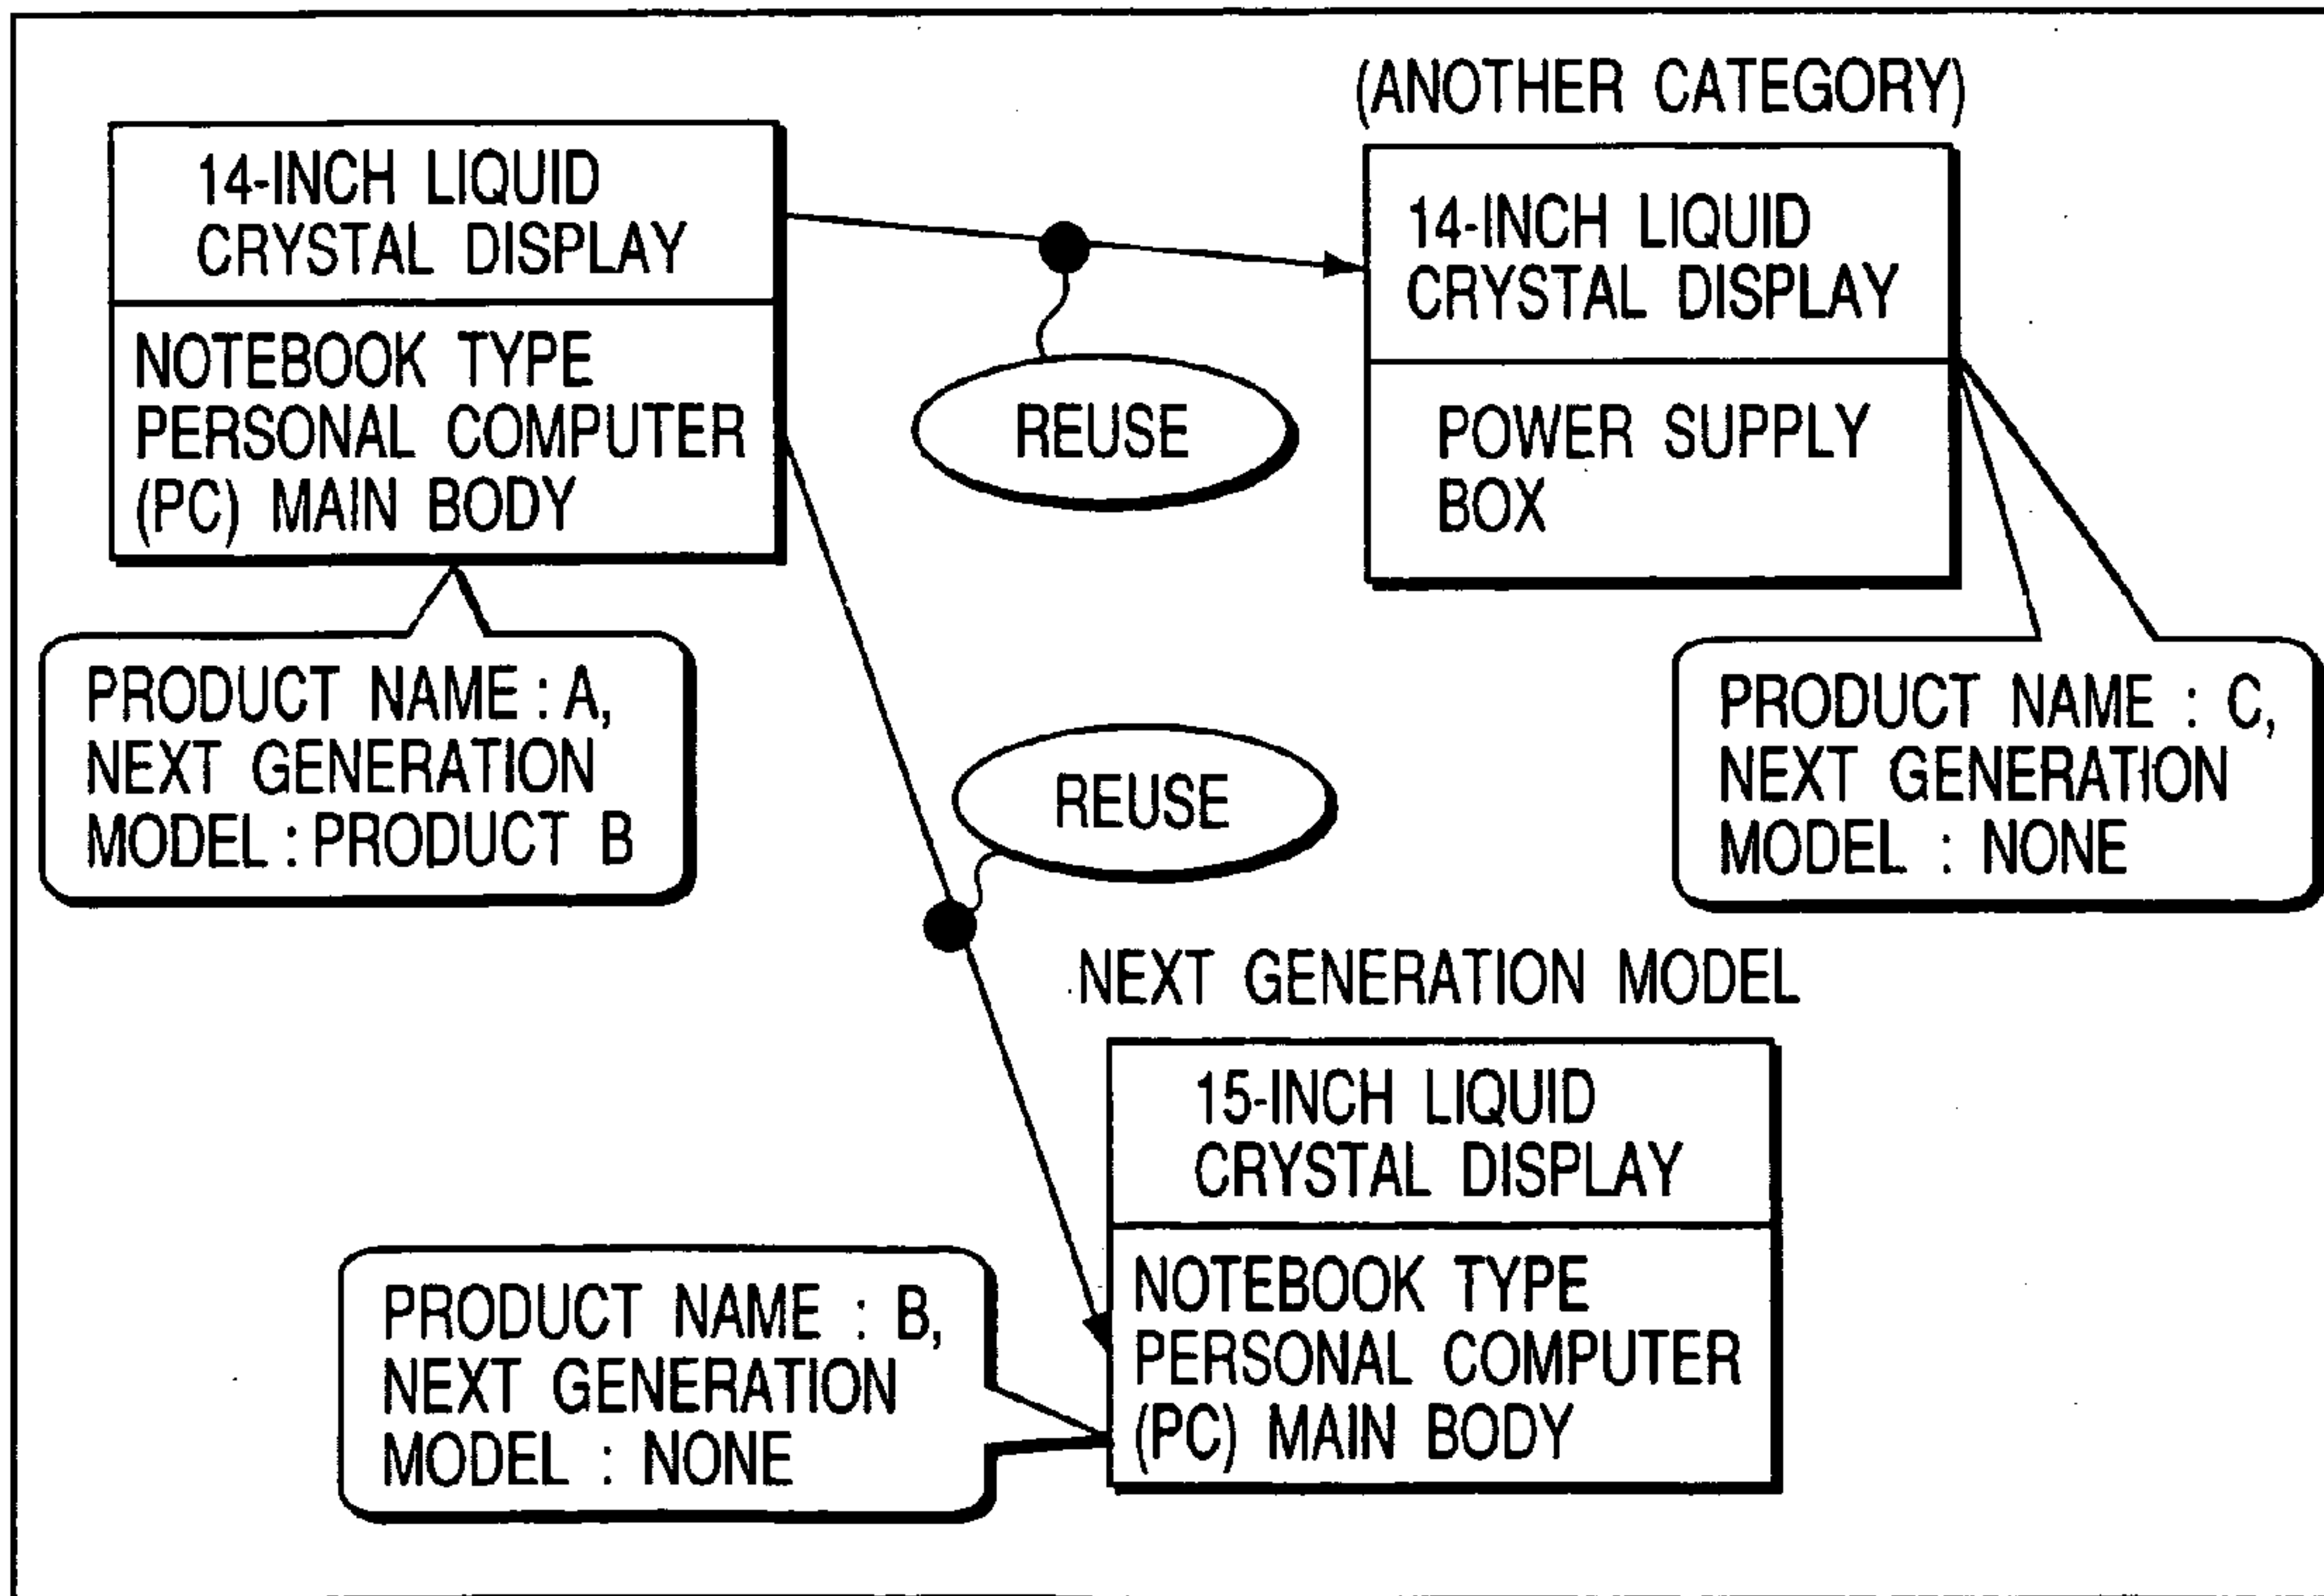 14-INCH LIQUID
CRYSTAL DISPLAY
NOTEBOOK TYPE
PERSONAL COMPUTER
(PC) MAIN BODY
PRODUCT NAME : A,
NEXT GENERATION
MODEL : PRODUCT B
REUSE
(ANOTHER CATEGORY)
14-INCH LIQUID
CRYSTAL DISPLAY
POWER SUPPLY
BOX
PRODUCT NAME : C,
NEXT GENERATION
MODEL : NONE
REUSE
NEXT GENERATION MODEL
15-INCH LIQUID
CRYSTAL DISPLAY
NOTEBOOK TYPE
PERSONAL COMPUTER
(PC) MAIN BODY
PRODUCT NAME : B,
NEXT GENERATION
MODEL : NONE